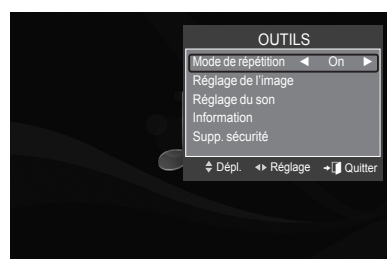 OUTILS
Mode de répétition ◄ On ►
Réglage de l'image
Réglage du son
Information
Supp. sécurité
Dépl. Réglage Quitter